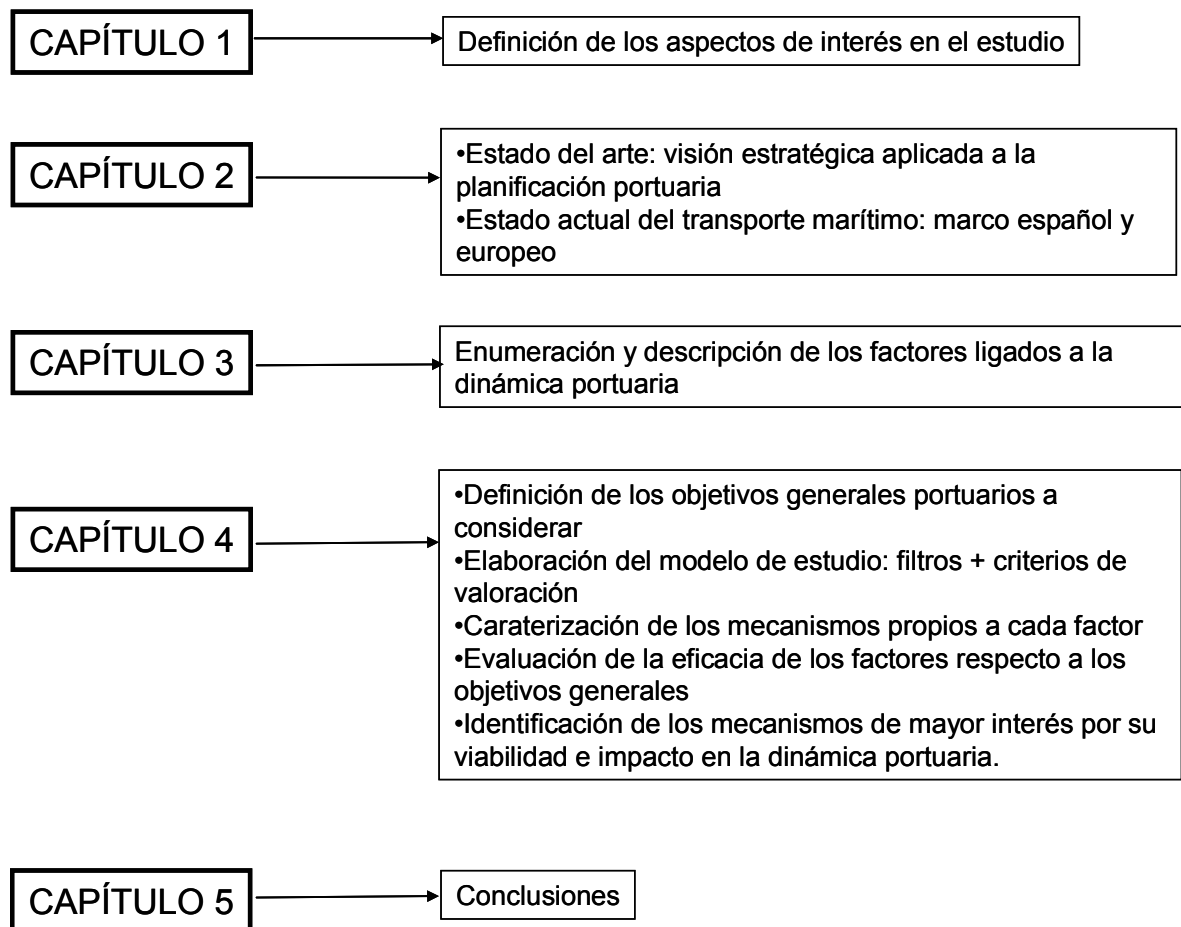 CAPÍTULO 1
Definición de los aspectos de interés en el estudio
CAPÍTULO 2
•Estado del arte: visión estratégica aplicada a la
planificación portuaria
•Estado actual del transporte marítimo: marco español y
europeo
CAPÍTULO 3
Enumeración y descripción de los factores ligados a la
dinámica portuaria
CAPÍTULO 4
•Definición de los objetivos generales portuarios a
considerar
•Elaboración del modelo de estudio: filtros + criterios de
valoración
•Caraterización de los mecanismos propios a cada factor
•Evaluación de la eficacia de los factores respecto a los
objetivos generales
•Identificación de los mecanismos de mayor interés por su
viabilidad e impacto en la dinámica portuaria.
CAPÍTULO 5
Conclusiones